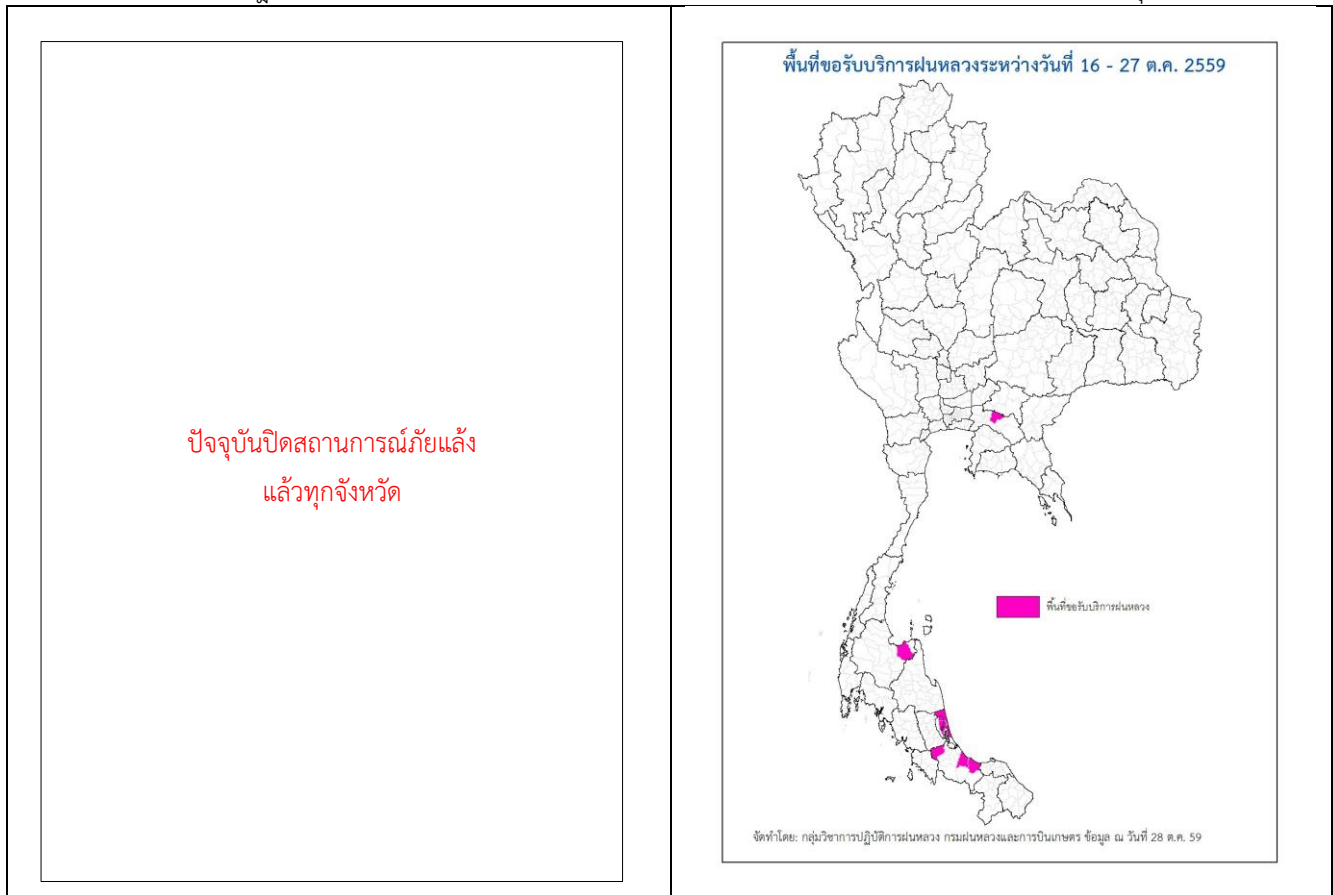 ปัจจุบันปิดสถานการณ์ภัยแล้ง
แล้วทุกจังหวัด
พื้นที่ขอรับบริการฝนหลวงระหว่างวันที่ 16 - 27 ต.ค. 2559
พื้นที่ขอรับบริการฝนหลวง
จัดทำโดย: กลุ่มวิชาการปฏิบัติการฝนหลวง กรมฝนหลวงและการบินเกษตร ข้อมูล ณ วันที่ 28 ต.ค. 59